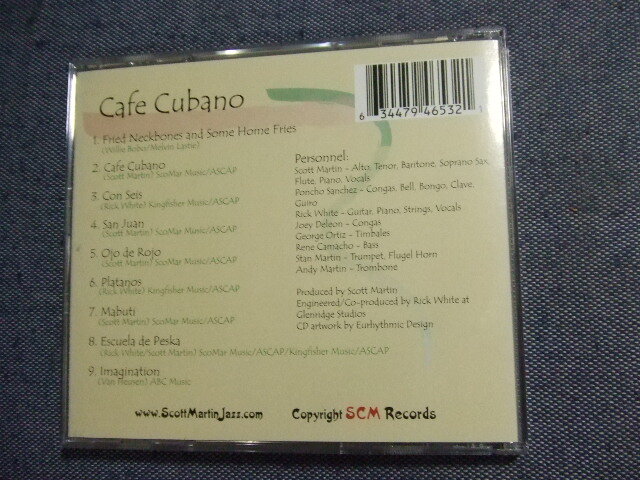 Cafe Cubano
6 34479 46532 1
1. Fried Neckbones and Some Home Fries
(Willie Bobo/Melvin Lastie)
2. Cafe Cubano
(Scott Martin) ScoMar Music/ASCAP
3. Con Seis
(Rick White) Kingfisher Music/ASCAP
4. San Juan
(Scott Martin) ScoMar Music/ASCAP
5. Ojo de Rojo
(Scott Martin) ScoMar Music/ASCAP
6. Platanos
(Rick White) Kingfisher Music/ASCAP
7. Mabuti
(Scott Martin) ScoMar Music/ASCAP
8. Escuela de Peska
(Rick White/Scott Martin) ScoMar Music/ASCAP/Kingfisher Music/ASCAP
9. Imagination
(Van Heusen) ABC Music
Personnel:
Scott Martin - Alto, Tenor, Baritone, Soprano Sax,
Flute, Piano, Vocals
Poncho Sanchez - Congas, Bell, Bongo, Clave,
Guiro
Rick White - Guitar, Piano, Strings, Vocals
Joey Deleon - Congas
George Ortiz - Timbales
Rene Camacho - Bass
Stan Martin - Trumpet, Flugel Horn
Andy Martin - Trombone
Produced by Scott Martin
Engineered/Co-produced by Rick White at
Glenridge Studios
CD artwork by Eurhythmic Design
www.ScottMartinJazz.com
Copyright SCM Records